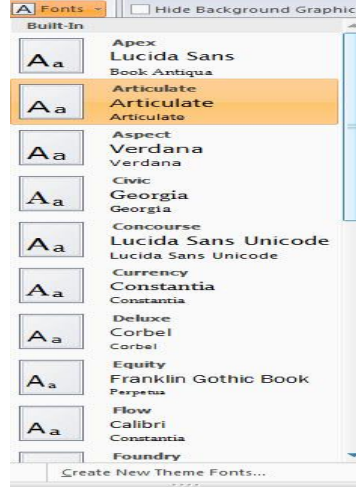 A Fonts Hide Background Graphic
Built-In
Aa
Apex
Lucida Sans
Book Antiqua
Aa
Articulate
Articulate
Articulate
Aa
Aspect
Verdana
Verdana
Aa
Civic
Georgia
Georgia
Aa
Concourse
Lucida Sans Unicode
Lucida Sans Unicode
Aa
Currency
Constantia
Constantia
Aa
Deluxe
Corbel
Corbel
Aa
Equity
Franklin Gothic Book
Perpetua
Aa
Flow
Calibri
Constantia
Foundry
Create New Theme Fonts...